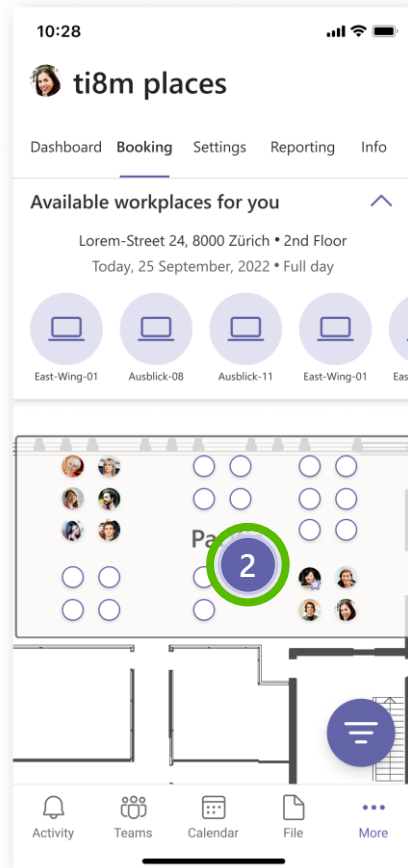 10:28
ti8m places
Dashboard Booking Settings Reporting Info
Available workplaces for you
Lorem-Street 24, 8000 Zürich • 2nd Floor
Today, 25 September, 2022 • Full day
East-Wing-01 Ausblick-08 Ausblick-11 East-Wing-01
2
Activity Teams Calendar File More